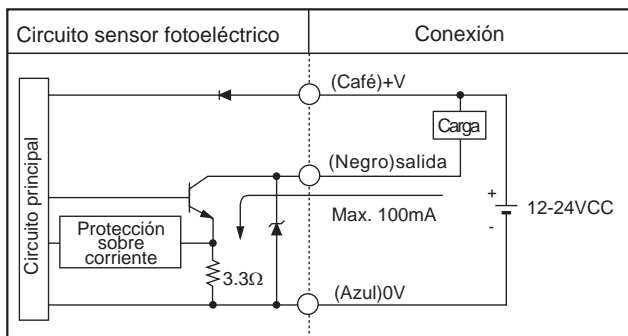 Circuito sensor fotoeléctrico
Conexión
Circuito principal
(Café)+V
Carga
(Negro)salida
Max. 100mA
+
-
12-24VCC
Protección
sobre
corriente
3.3Ω
(Azul)0V